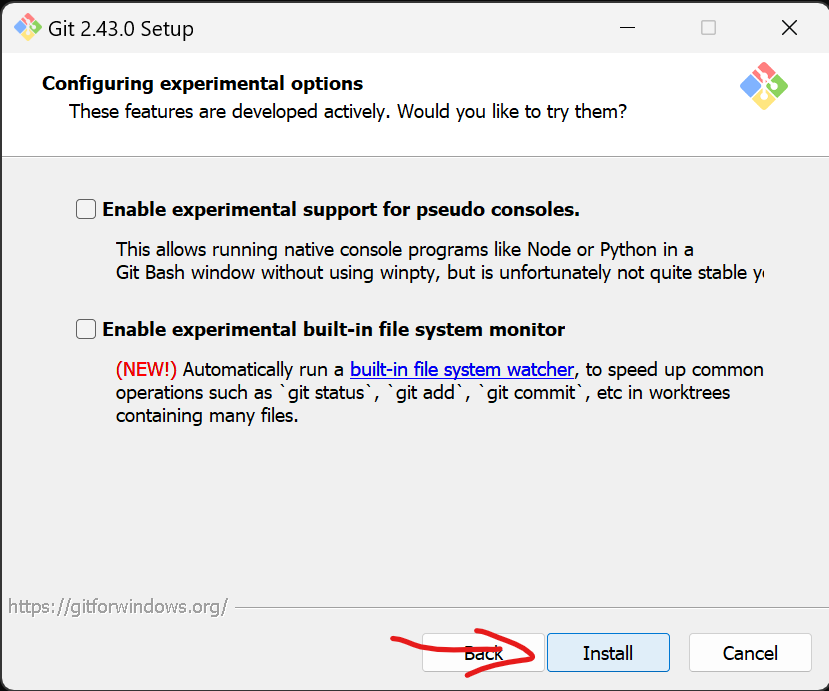 Git 2.43.0 Setup
Configuring experimental options
These features are developed actively. Would you like to try them?
Enable experimental support for pseudo consoles.
This allows running native console programs like Node or Python in a
Git Bash window without using winpty, but is unfortunately not quite stable
Enable experimental built-in file system monitor
(NEW!) Automatically run a built-in file system watcher, to speed up common
operations such as `git status`, `git add`, `git commit`, etc in worktrees
containing many files.
https://gitforwindows.org/
Back
Install
Cancel